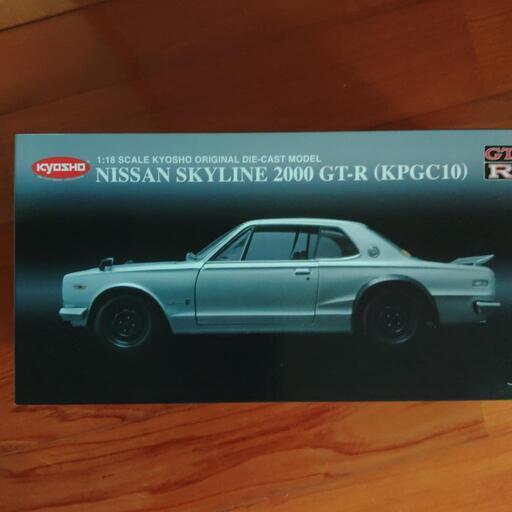 KYOSHO
1:18 SCALE KYOSHO ORIGINAL DIE-CAST MODEL
NISSAN SKYLINE 2000 GT-R (KPGC10)
GT
R